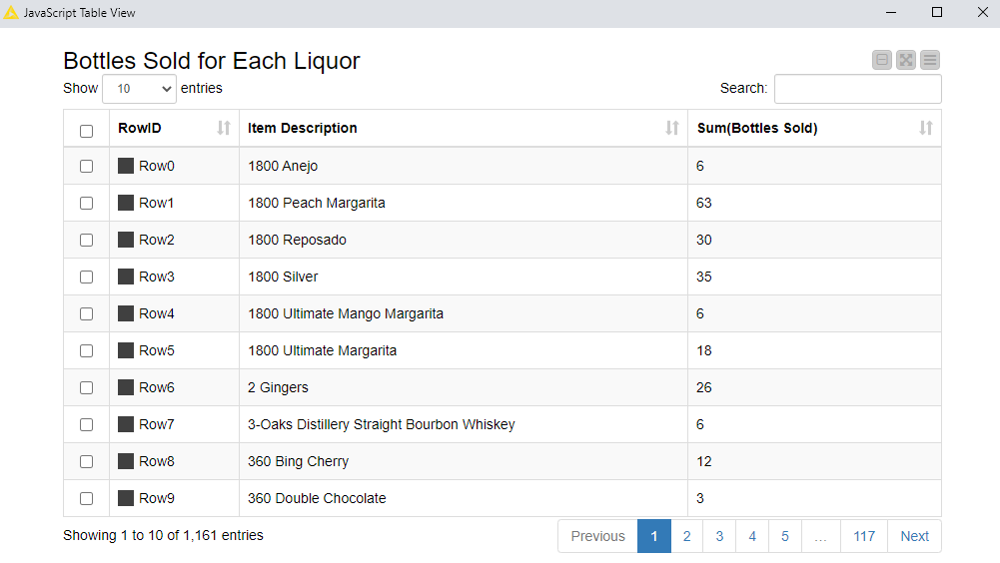 JavaScript Table View
Bottles Sold for Each Liquor
Show 10 entries Search:
RowID Item Description Sum(Bottles Sold)
Row0 1800 Anejo 6
Row1 1800 Peach Margarita 63
Row2 1800 Reposado 30
Row3 1800 Silver 35
Row4 1800 Ultimate Mango Margarita 6
Row5 1800 Ultimate Margarita 18
Row6 2 Gingers 26
Row7 3-Oaks Distillery Straight Bourbon Whiskey 6
Row8 360 Bing Cherry 12
Row9 360 Double Chocolate 3
Showing 1 to 10 of 1,161 entries Previous 1 2 3 4 5 … 117 Next